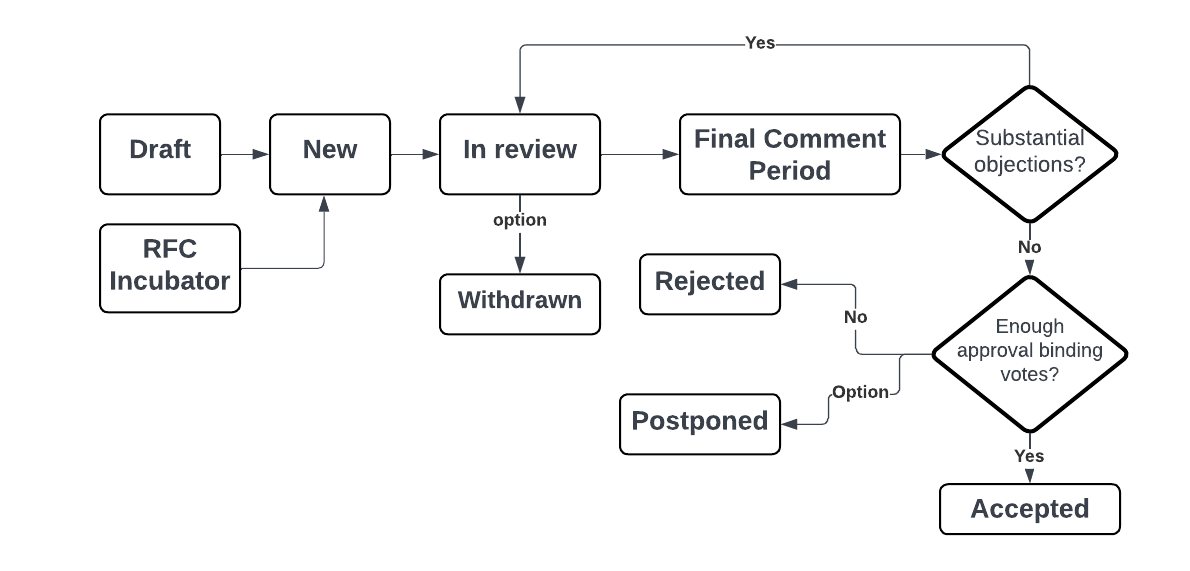 Yes
Draft
New
In review
Final Comment
Period
Substantial
objections?
option
No
RFC
Incubator
Withdrawn
Rejected
No
Enough
approval binding
votes?
Option
Postponed
Yes
Accepted